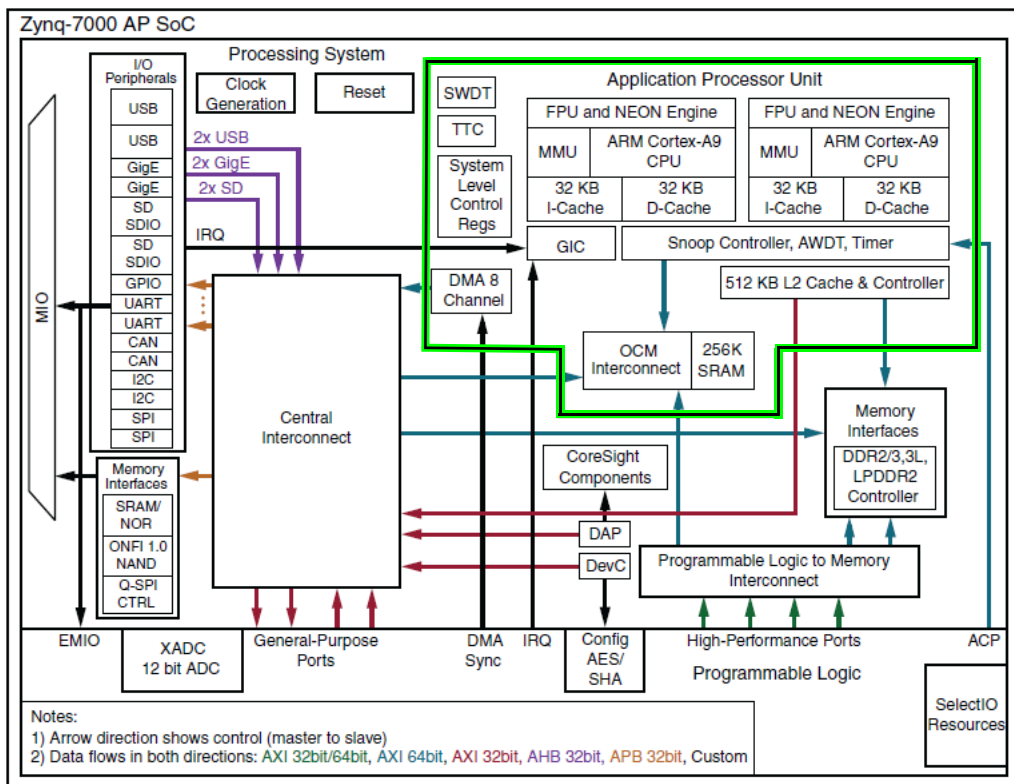 Zynq-7000 AP SoC
Processing System
I/O
Peripherals
USB
USB
GigE
GigE
SD
SDIO
SD
SDIO
GPIO
UART
UART
CAN
CAN
I2C
I2C
SPI
SPI
MIO
Memory
Interfaces
SRAM/
NOR
ONFI 1.0
NAND
Q-SPI
CTRL
Clock
Generation
Reset
2x USB
2x GigE
2x SD
IRQ
Central
Interconnect
Application Processor Unit
SWDT
TTC
System
Level
Control
Regs
FPU and NEON Engine
MMU
ARM Cortex-A9
CPU
32 KB
I-Cache
32 KB
D-Cache
FPU and NEON Engine
MMU
ARM Cortex-A9
CPU
32 KB
I-Cache
32 KB
D-Cache
GIC
Snoop Controller, AWDT, Timer
DMA 8
Channel
512 KB L2 Cache & Controller
OCM
Interconnect
256K
SRAM
Memory
Interfaces
DDR2/3,3L,
LPDDR2
Controller
CoreSight
Components
DAP
DevC
Programmable Logic to Memory
Interconnect
EMIO
XADC
12 bit ADC
General-Purpose
Ports
DMA
Sync
IRQ
Config
AES/
SHA
High-Performance Ports
ACP
Programmable Logic
SelectIO
Resources
Notes:
1) Arrow direction shows control (master to slave)
2) Data flows in both directions: AXI 32bit/64bit, AXI 64bit, AXI 32bit, AHB 32bit, APB 32bit, Custom